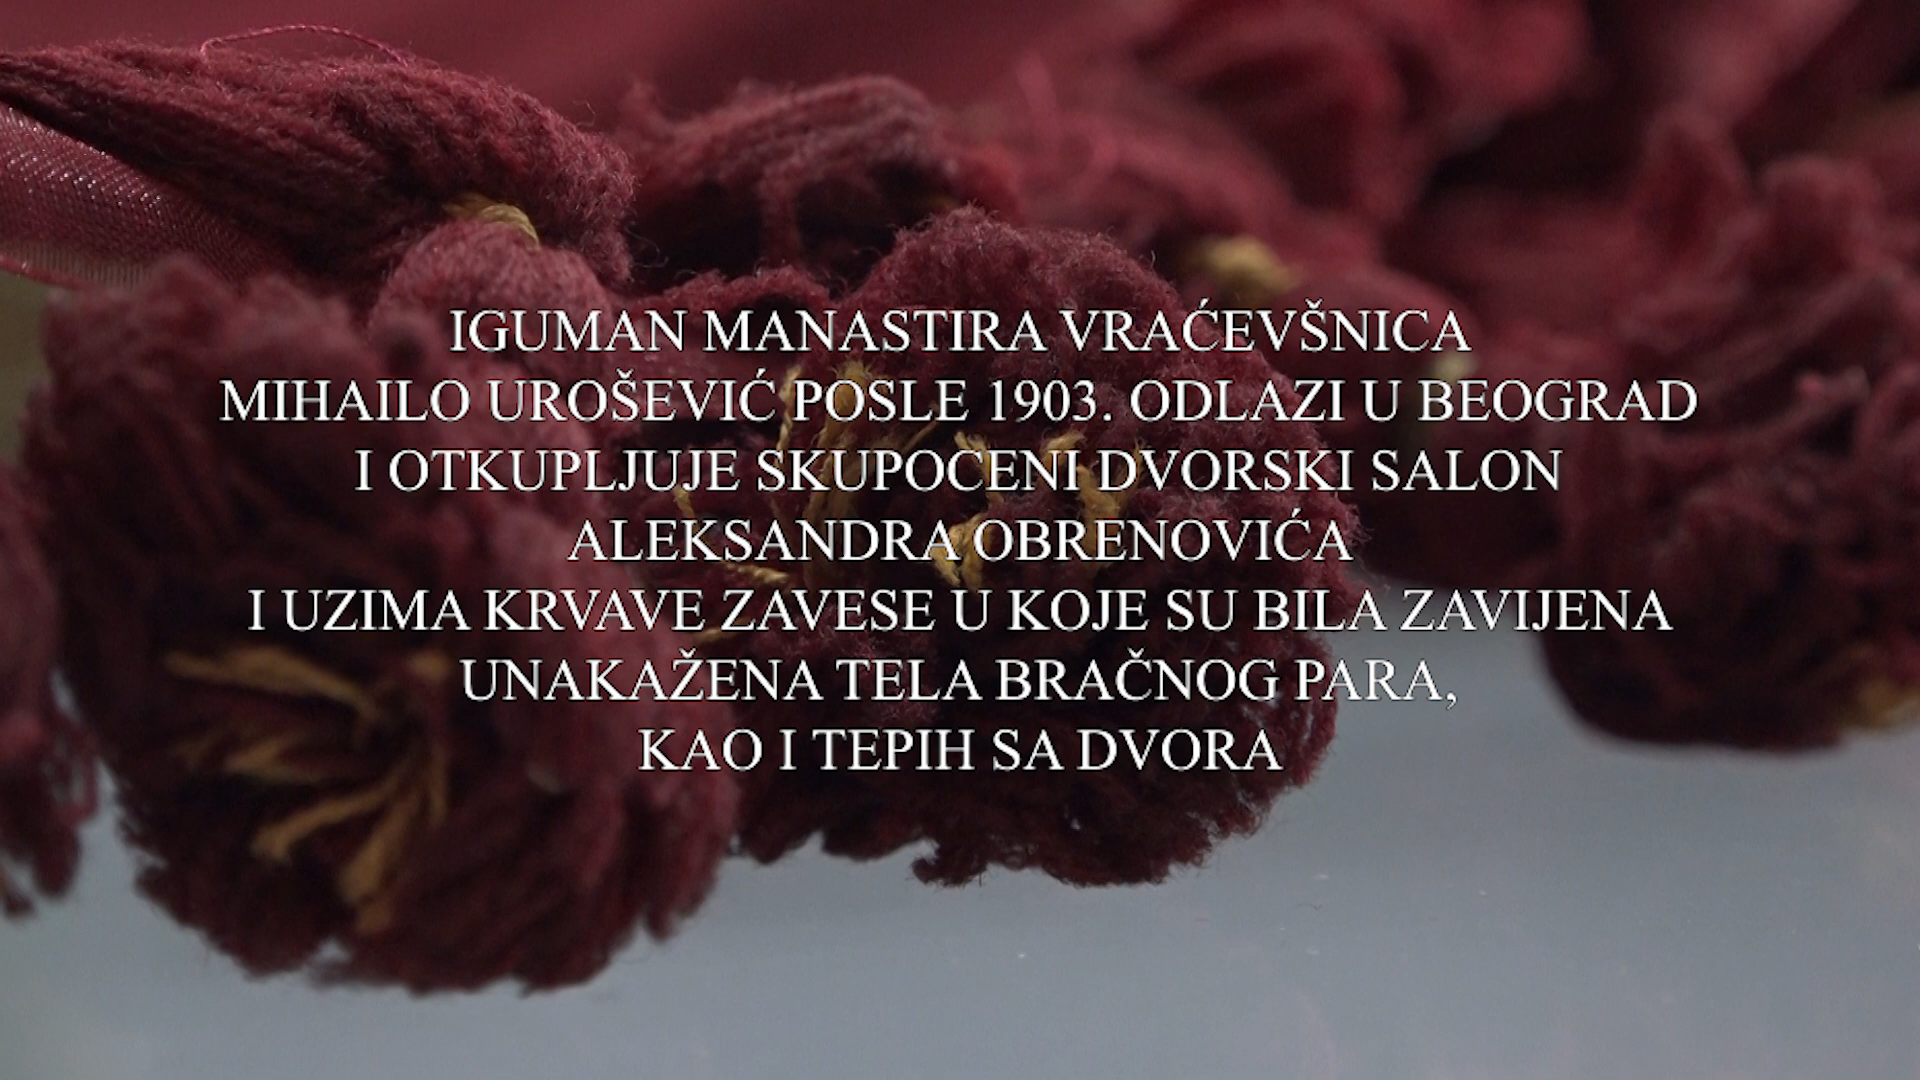 IGUMAN MANASTIRA VRAĆEVŠNICA
MIHAILO UROŠEVIĆ POSLE 1903. ODLAZI U BEOGRAD
I OTKUPLJUJE SKUPOCENI DVORSKI SALON
ALEKSANDRA OBRENOVIĆA
I UZIMA KRVAVE ZAVESE U KOJE SU BILA ZAVIJENA
UNAKAŽENA TELA BRAČNOG PARA,
KAO I TEPIH SA DVORA